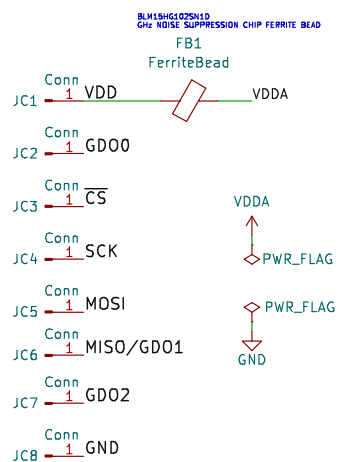 BLM15HG102SN1D
GHz NOISE SUPPRESSION CHIP FERRITE BEAD
FB1
FerriteBead
Conn
JC1 1 VDD VDDA
Conn
JC2 1 GDO0
Conn
JC3 1 CS
VDDA
Conn
JC4 1 SCK PWR_FLAG
Conn
JC5 1 MOSI PWR_FLAG
Conn
JC6 1 MISO/GDO1
GND
Conn
JC7 1 GDO2
Conn
JC8 1 GND